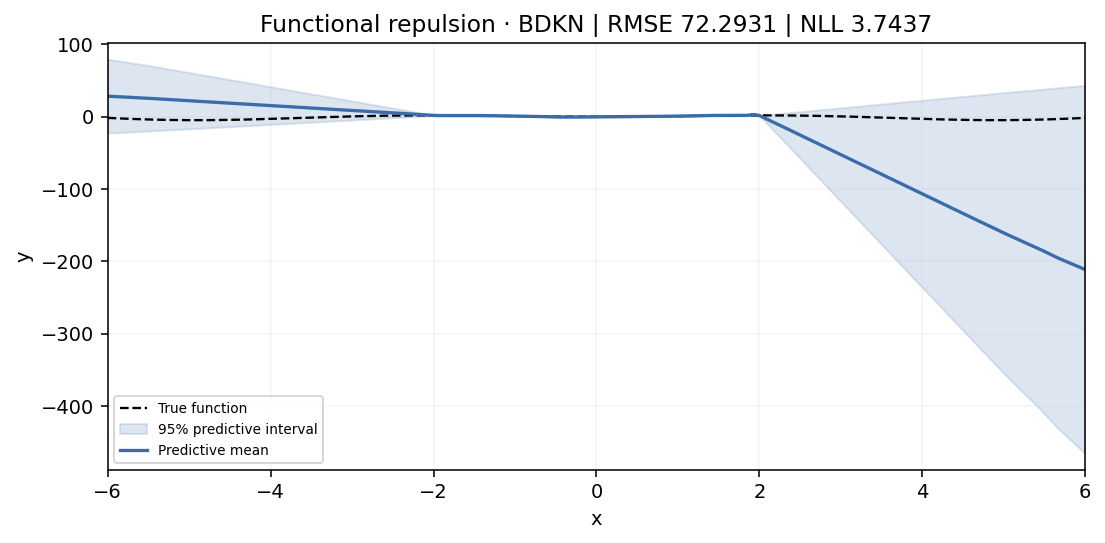 Functional repulsion · BDKN | RMSE 72.2931 | NLL 3.7437
100
0
−100
−200
−300
−400
y
True function
95% predictive interval
Predictive mean
−6
−4
−2
0
2
4
6
x